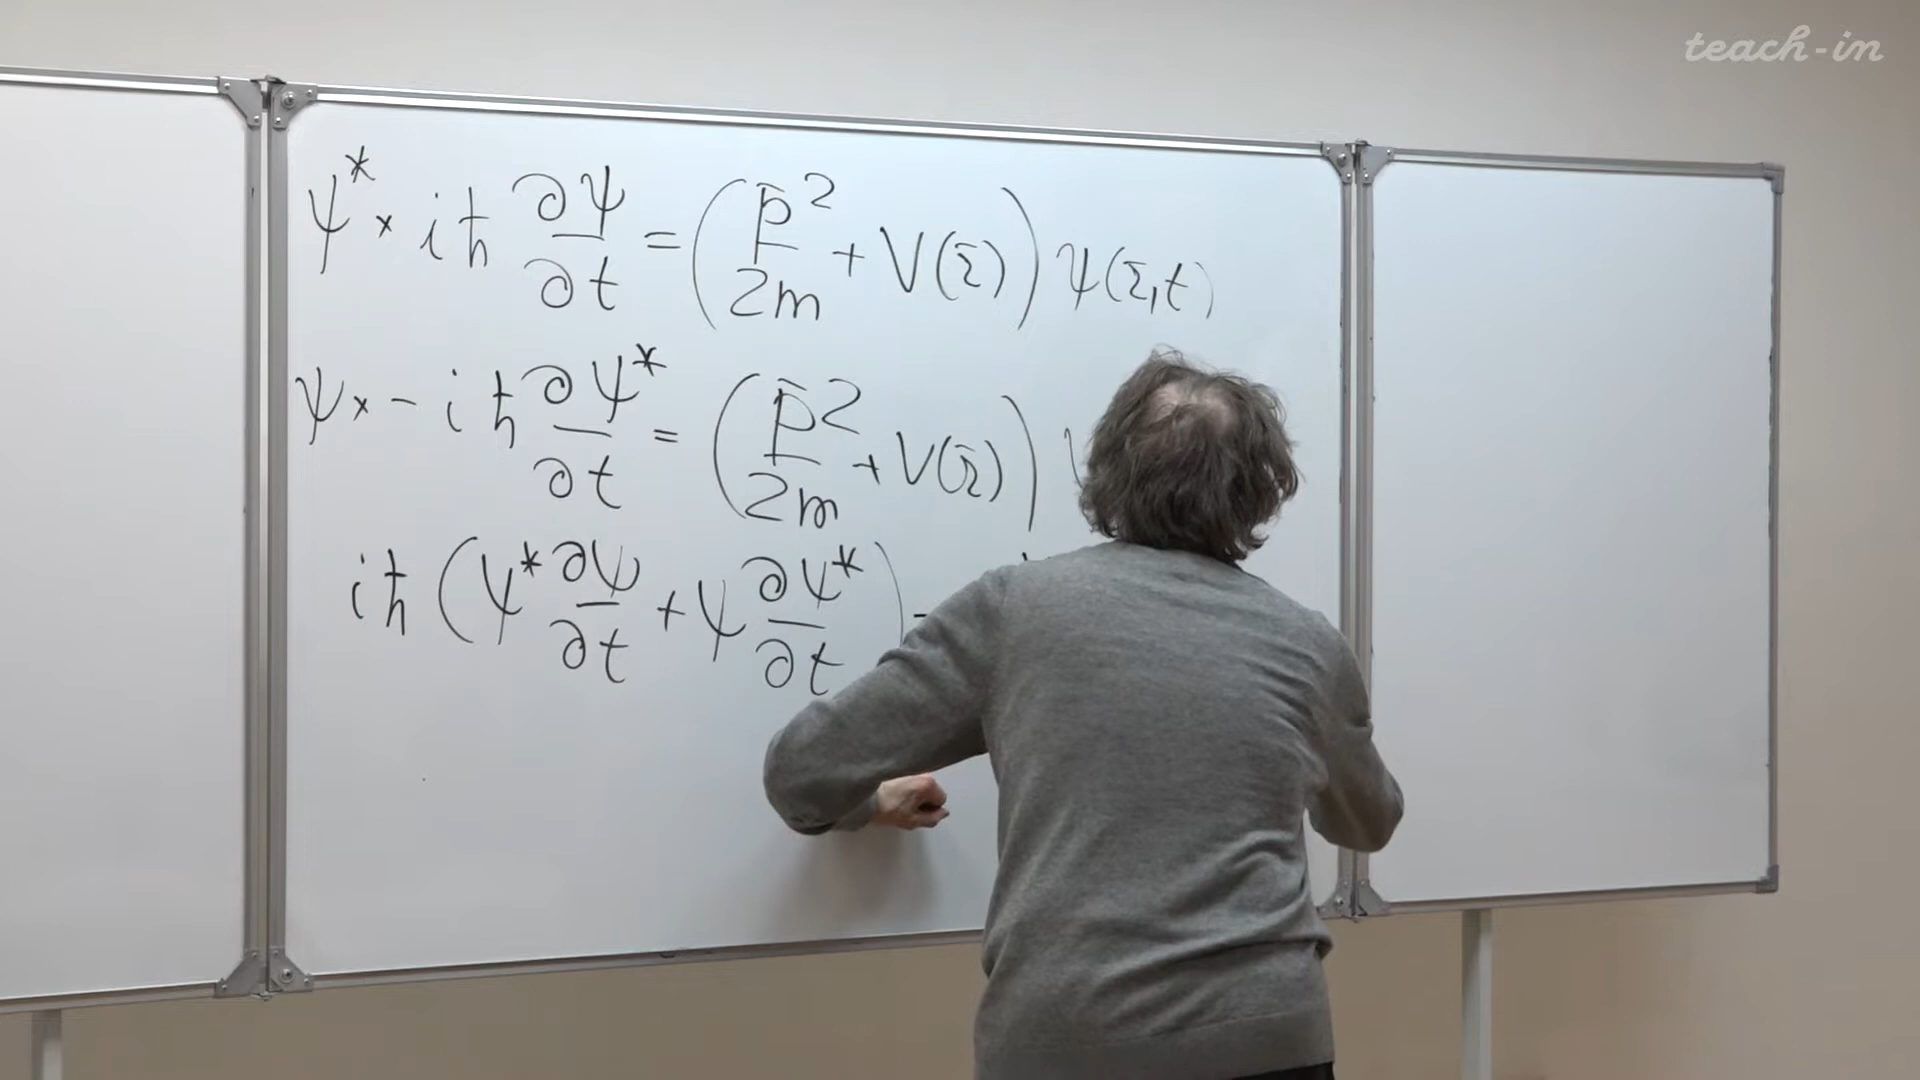 teach-in
ψ* × iħ ∂ψ/∂t = (p̄²/2m + V(r̄)) ψ(r̄,t)
ψ × - iħ ∂ψ*/∂t = (p̄²/2m + V(r̄))
iħ (ψ* ∂ψ/∂t + ψ ∂ψ*/∂t)